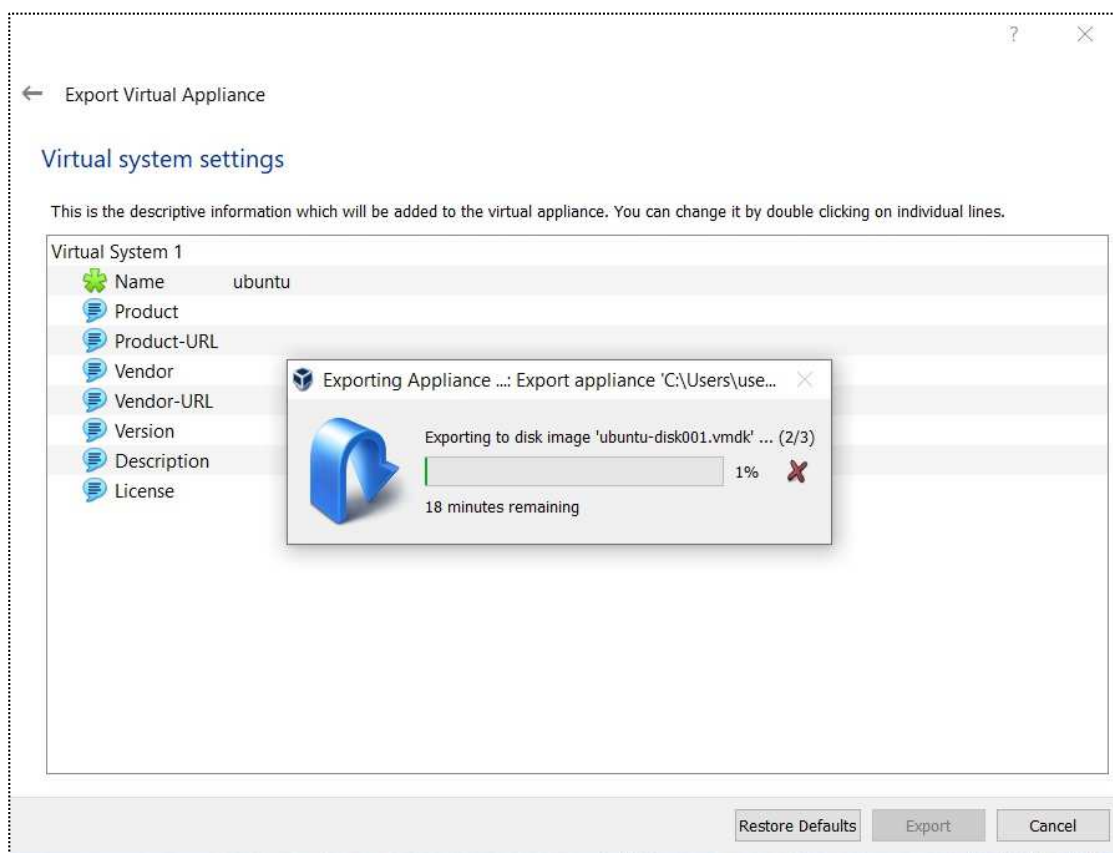 ?
Export Virtual Appliance
Virtual system settings
This is the descriptive information which will be added to the virtual appliance. You can change it by double clicking on individual lines.
Virtual System 1
Name ubuntu
Product
Product-URL
Vendor
Vendor-URL
Version
Description
License
Exporting Appliance ...: Export appliance 'C:\Users\use...
Exporting to disk image 'ubuntu-disk001.vmdk' ... (2/3)
1%
18 minutes remaining
Restore Defaults Export Cancel